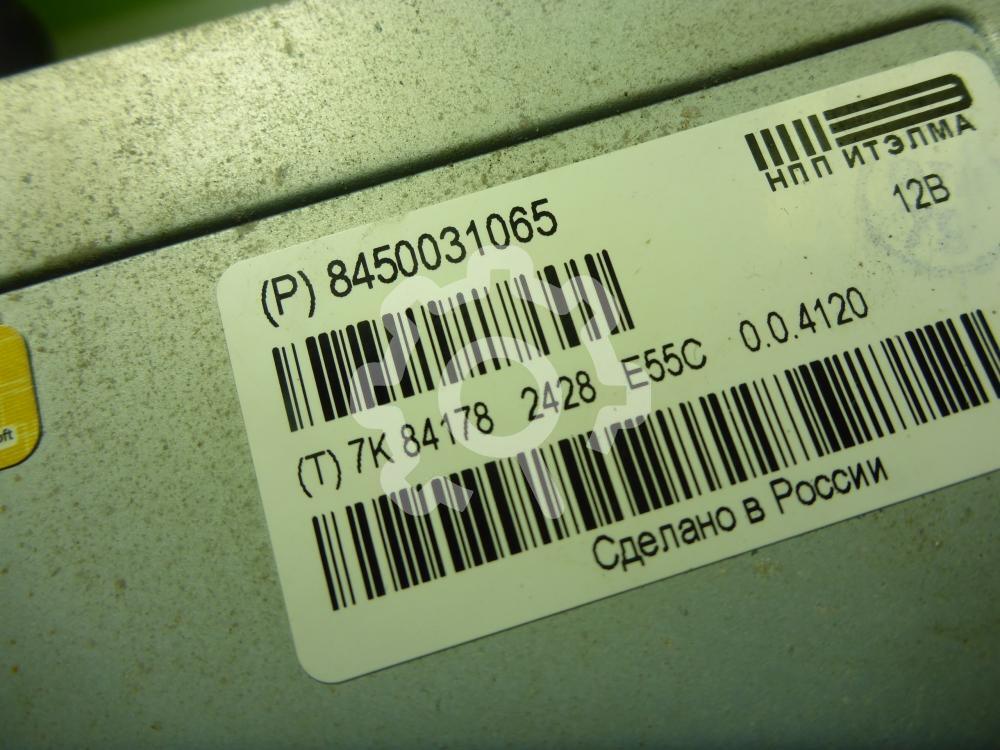 НПП ИТЭЛМА
12В
(P) 8450031065
(T) 7K 84178 2428 E55C 0.0.4120
Сделано в России